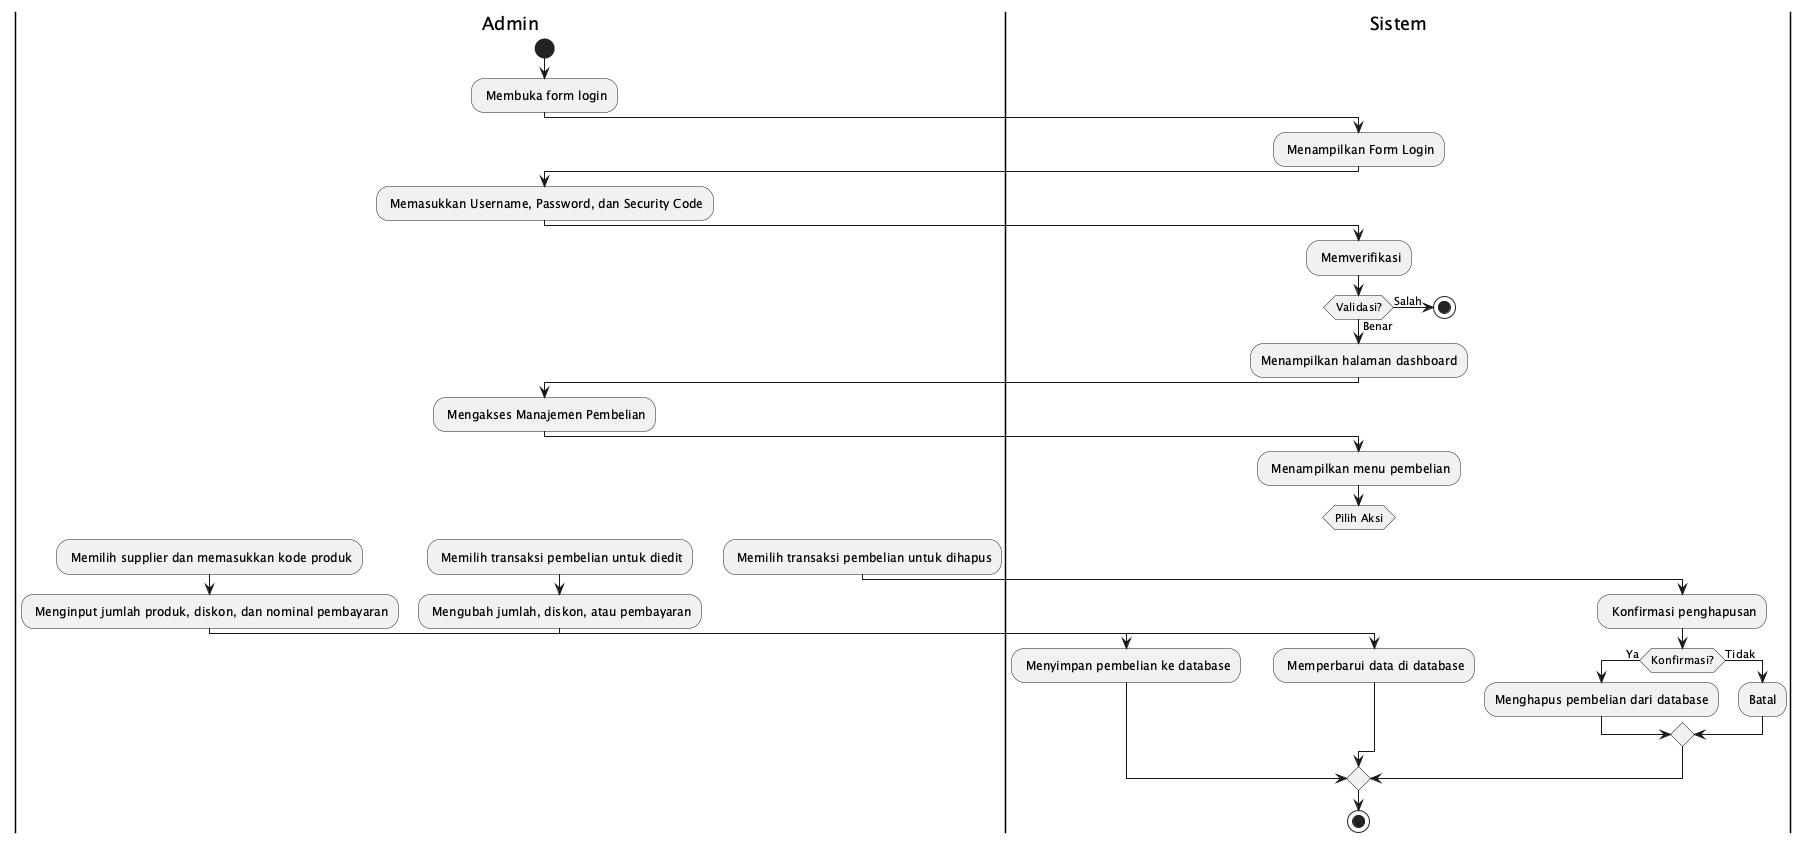 Admin
Sistem
Membuka form login
Menampilkan Form Login
Memasukkan Username, Password, dan Security Code
Memverifikasi
Validasi?
Salah
Benar
Menampilkan halaman dashboard
Mengakses Manajemen Pembelian
Menampilkan menu pembelian
Pilih Aksi
Memilih supplier dan memasukkan kode produk
Memilih transaksi pembelian untuk diedit
Memilih transaksi pembelian untuk dihapus
Menginput jumlah produk, diskon, dan nominal pembayaran
Mengubah jumlah, diskon, atau pembayaran
Konfirmasi penghapusan
Menyimpan pembelian ke database
Memperbarui data di database
Ya
Konfirmasi?
Tidak
Menghapus pembelian dari database
Batal